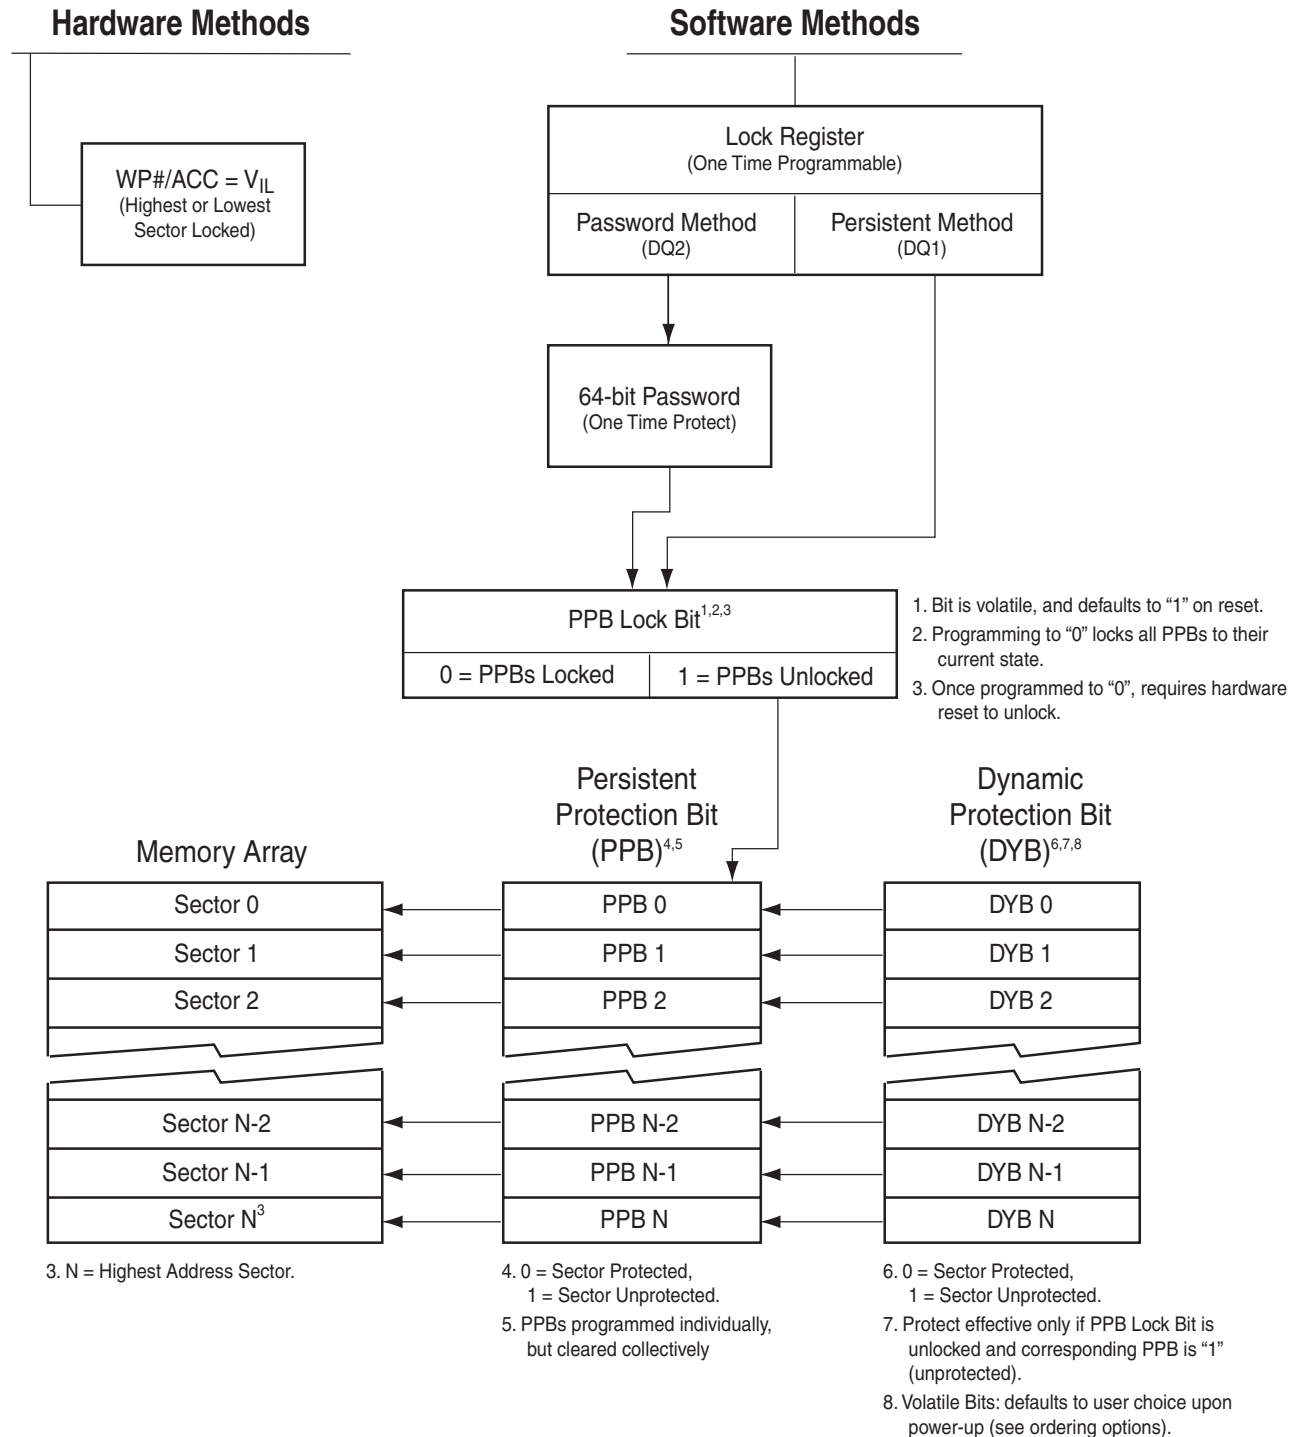 Hardware Methods
Software Methods
WP#/ACC = VIL
(Highest or Lowest
Sector Locked)
Lock Register
(One Time Programmable)
Password Method
(DQ2)
Persistent Method
(DQ1)
64-bit Password
(One Time Protect)
PPB Lock Bit1,2,3
0 = PPBs Locked
1 = PPBs Unlocked
1. Bit is volatile, and defaults to “1” on reset.
2. Programming to “0” locks all PPBs to their
current state.
3. Once programmed to “0”, requires hardware
reset to unlock.
Memory Array
Persistent
Protection Bit
(PPB)4,5
Dynamic
Protection Bit
(DYB)6,7,8
Sector 0
PPB 0
DYB 0
Sector 1
PPB 1
DYB 1
Sector 2
PPB 2
DYB 2
Sector N-2
PPB N-2
DYB N-2
Sector N-1
PPB N-1
DYB N-1
Sector N3
PPB N
DYB N
3. N = Highest Address Sector.
4. 0 = Sector Protected,
1 = Sector Unprotected.
5. PPBs programmed individually,
but cleared collectively
6. 0 = Sector Protected,
1 = Sector Unprotected.
7. Protect effective only if PPB Lock Bit is
unlocked and corresponding PPB is “1”
(unprotected).
8. Volatile Bits: defaults to user choice upon
power-up (see ordering options).